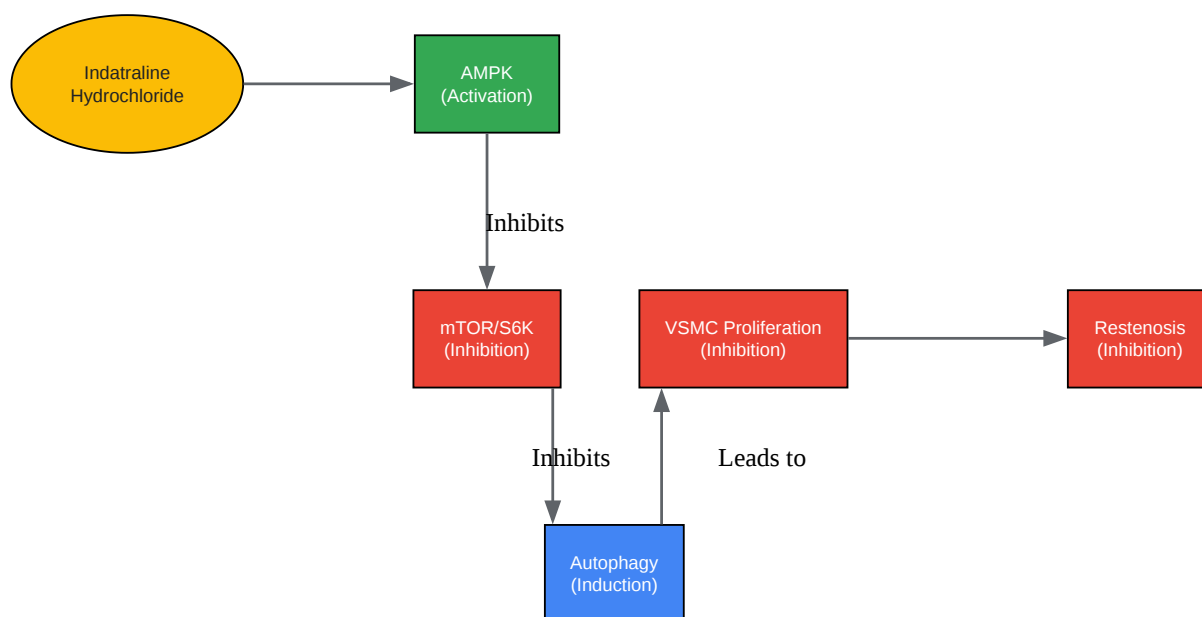 Indatraline
Hydrochloride
AMPK
(Activation)
Inhibits
mTOR/S6K
(Inhibition)
VSMC Proliferation
(Inhibition)
Restenosis
(Inhibition)
Inhibits
Leads to
Autophagy
(Induction)